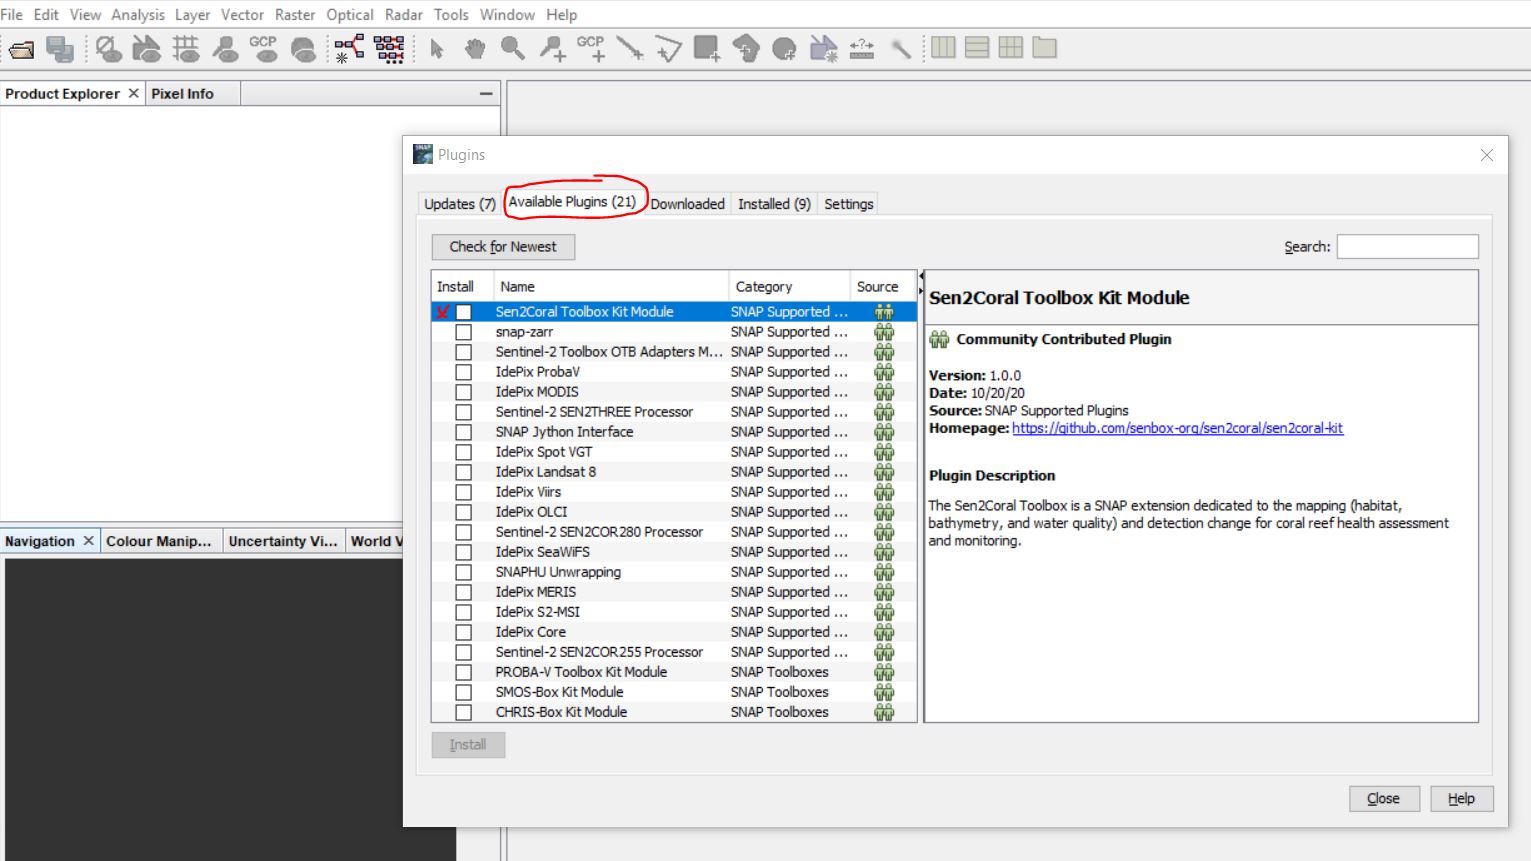 File Edit View Analysis Layer Vector Raster Optical Radar Tools Window Help
GCP GCP
Product Explorer Pixel Info
SNAP Plugins
Updates (7) Available Plugins (21) Downloaded Installed (9) Settings
Check for Newest Search:
Install Name Category Source
Sen2Coral Toolbox Kit Module SNAP Supported ...
snap-zarr SNAP Supported ...
Sentinel-2 Toolbox OTB Adapters M... SNAP Supported ...
IdePix ProbaV SNAP Supported ...
IdePix MODIS SNAP Supported ...
Sentinel-2 SEN2THREE Processor SNAP Supported ...
SNAP Jython Interface SNAP Supported ...
IdePix Spot VGT SNAP Supported ...
IdePix Landsat 8 SNAP Supported ...
IdePix Viirs SNAP Supported ...
IdePix OLCI SNAP Supported ...
Sentinel-2 SEN2COR280 Processor SNAP Supported ...
IdePix SeaWiFS SNAP Supported ...
SNAPHU Unwrapping SNAP Supported ...
IdePix MERIS SNAP Supported ...
IdePix S2-MSI SNAP Supported ...
IdePix Core SNAP Supported ...
Sentinel-2 SEN2COR255 Processor SNAP Supported ...
PROBA-V Toolbox Kit Module SNAP Toolboxes
SMOS-Box Kit Module SNAP Toolboxes
CHRIS-Box Kit Module SNAP Toolboxes
Install
Sen2Coral Toolbox Kit Module
Community Contributed Plugin
Version: 1.0.0
Date: 10/20/20
Source: SNAP Supported Plugins
Homepage: https://github.com/senbox-org/sen2coral/sen2coral-kit
Plugin Description
The Sen2Coral Toolbox is a SNAP extension dedicated to the mapping (habitat,
bathymetry, and water quality) and detection change for coral reef health assessment
and monitoring.
Close Help
Navigation Colour Manip... Uncertainty Vi... World V